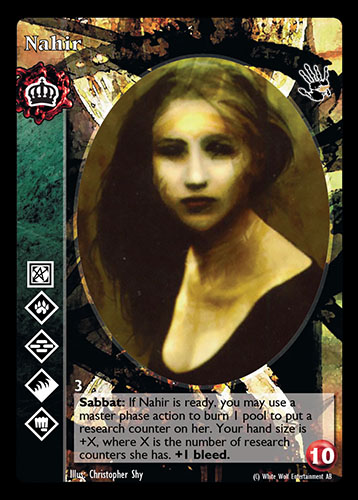 Nahir
3
Sabbat: If Nahir is ready, you may use a
master phase action to burn 1 pool to put a
research counter on her. Your hand size is
+X, where X is the number of research
counters she has. +1 bleed.
10
Illus: Christopher Shy
(C) White Wolf Entertainment AB